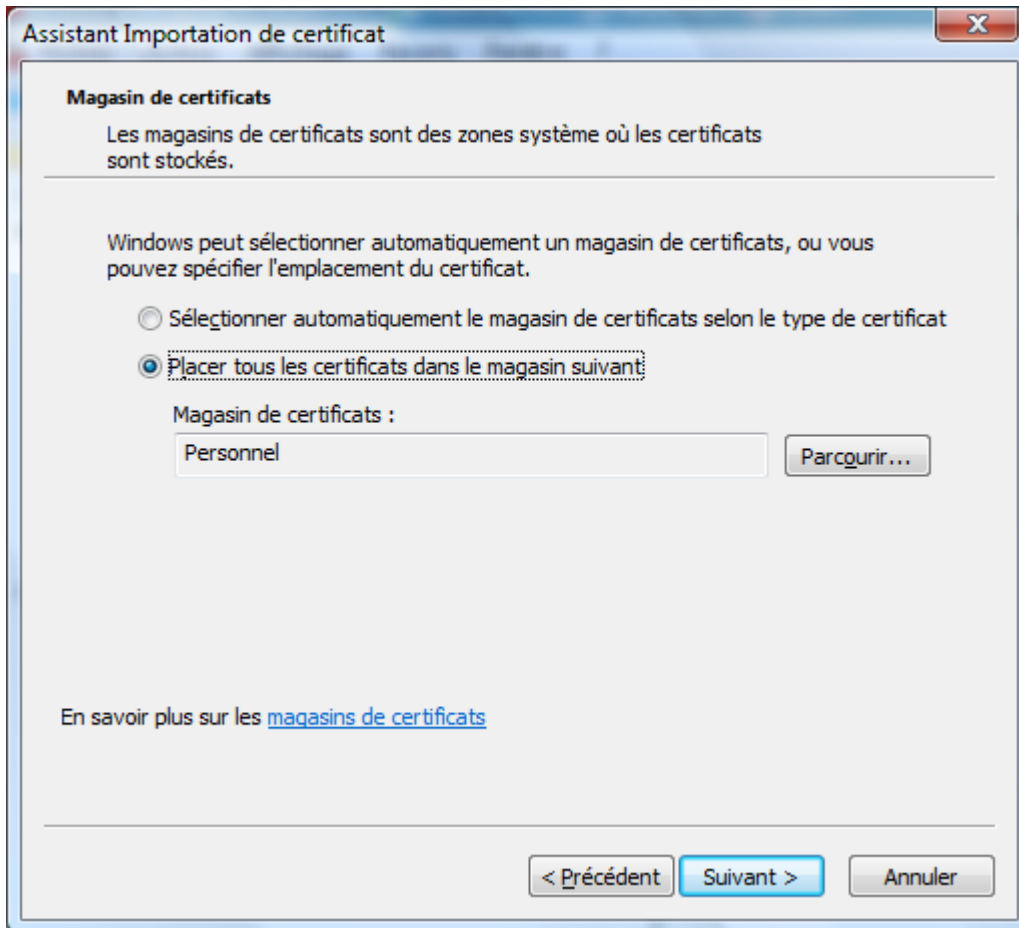 Assistant Importation de certificat
Magasin de certificats
Les magasins de certificats sont des zones système où les certificats
sont stockés.
Windows peut sélectionner automatiquement un magasin de certificats, ou vous
pouvez spécifier l'emplacement du certificat.
Sélectionner automatiquement le magasin de certificats selon le type de certificat
Placer tous les certificats dans le magasin suivant
Magasin de certificats :
Personnel
Parcourir...
En savoir plus sur les magasins de certificats
< Précédent
Suivant >
Annuler